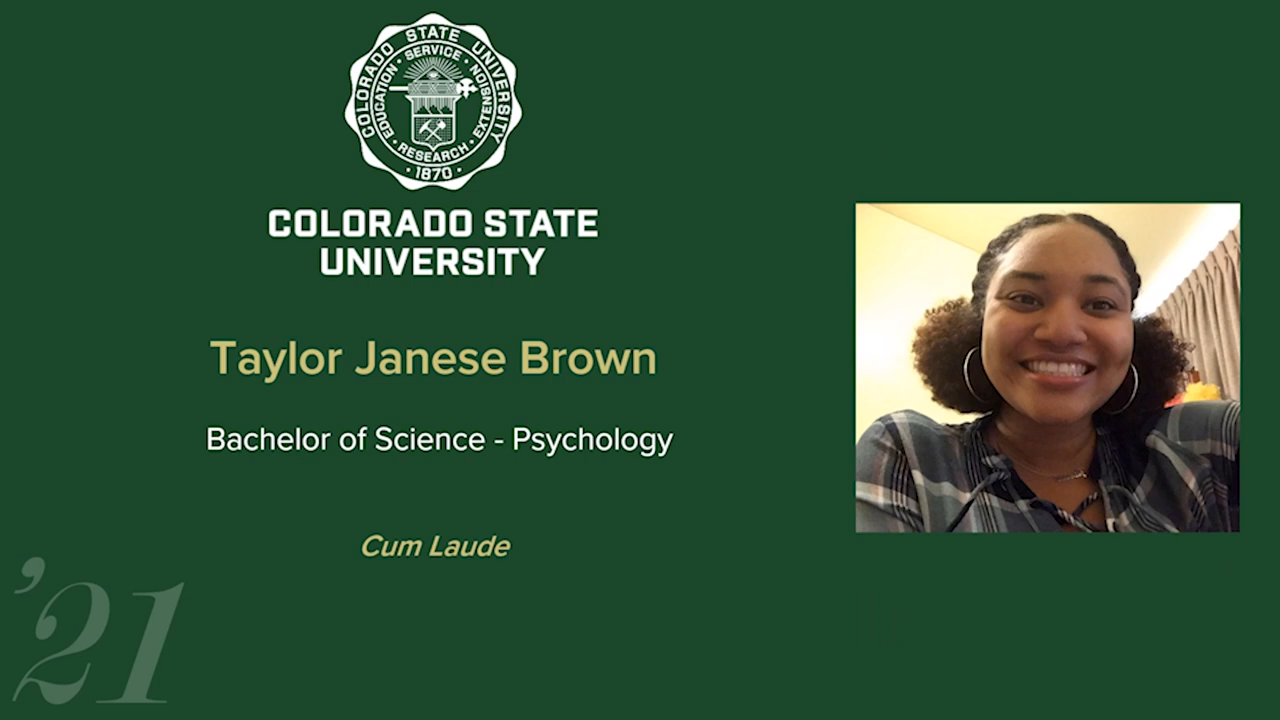 COLORADO STATE UNIVERSITY
EDUCATION • SERVICE • EXTENSION
• RESEARCH •
• 1870 •
COLORADO STATE
UNIVERSITY
Taylor Janese Brown
Bachelor of Science - Psychology
Cum Laude
’21